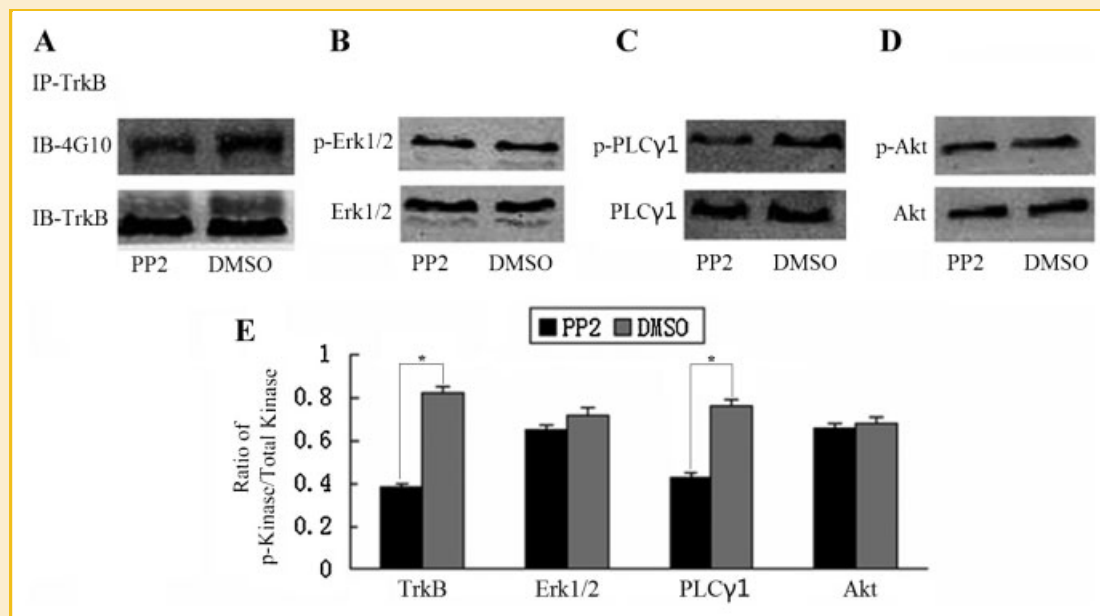 A
B
C
D
IP-TrkB
IB-4G10
IB-TrkB
PP2 DMSO
p-Erk1/2
Erk1/2
PP2 DMSO
p-PLCγ1
PLCγ1
PP2 DMSO
p-Akt
Akt
PP2 DMSO
E
PP2 DMSO
Ratio of
p-Kinase/Total Kinase
1
0.8
0.6
0.4
0.2
0
* *
TrkB Erk1/2 PLCγ1 Akt